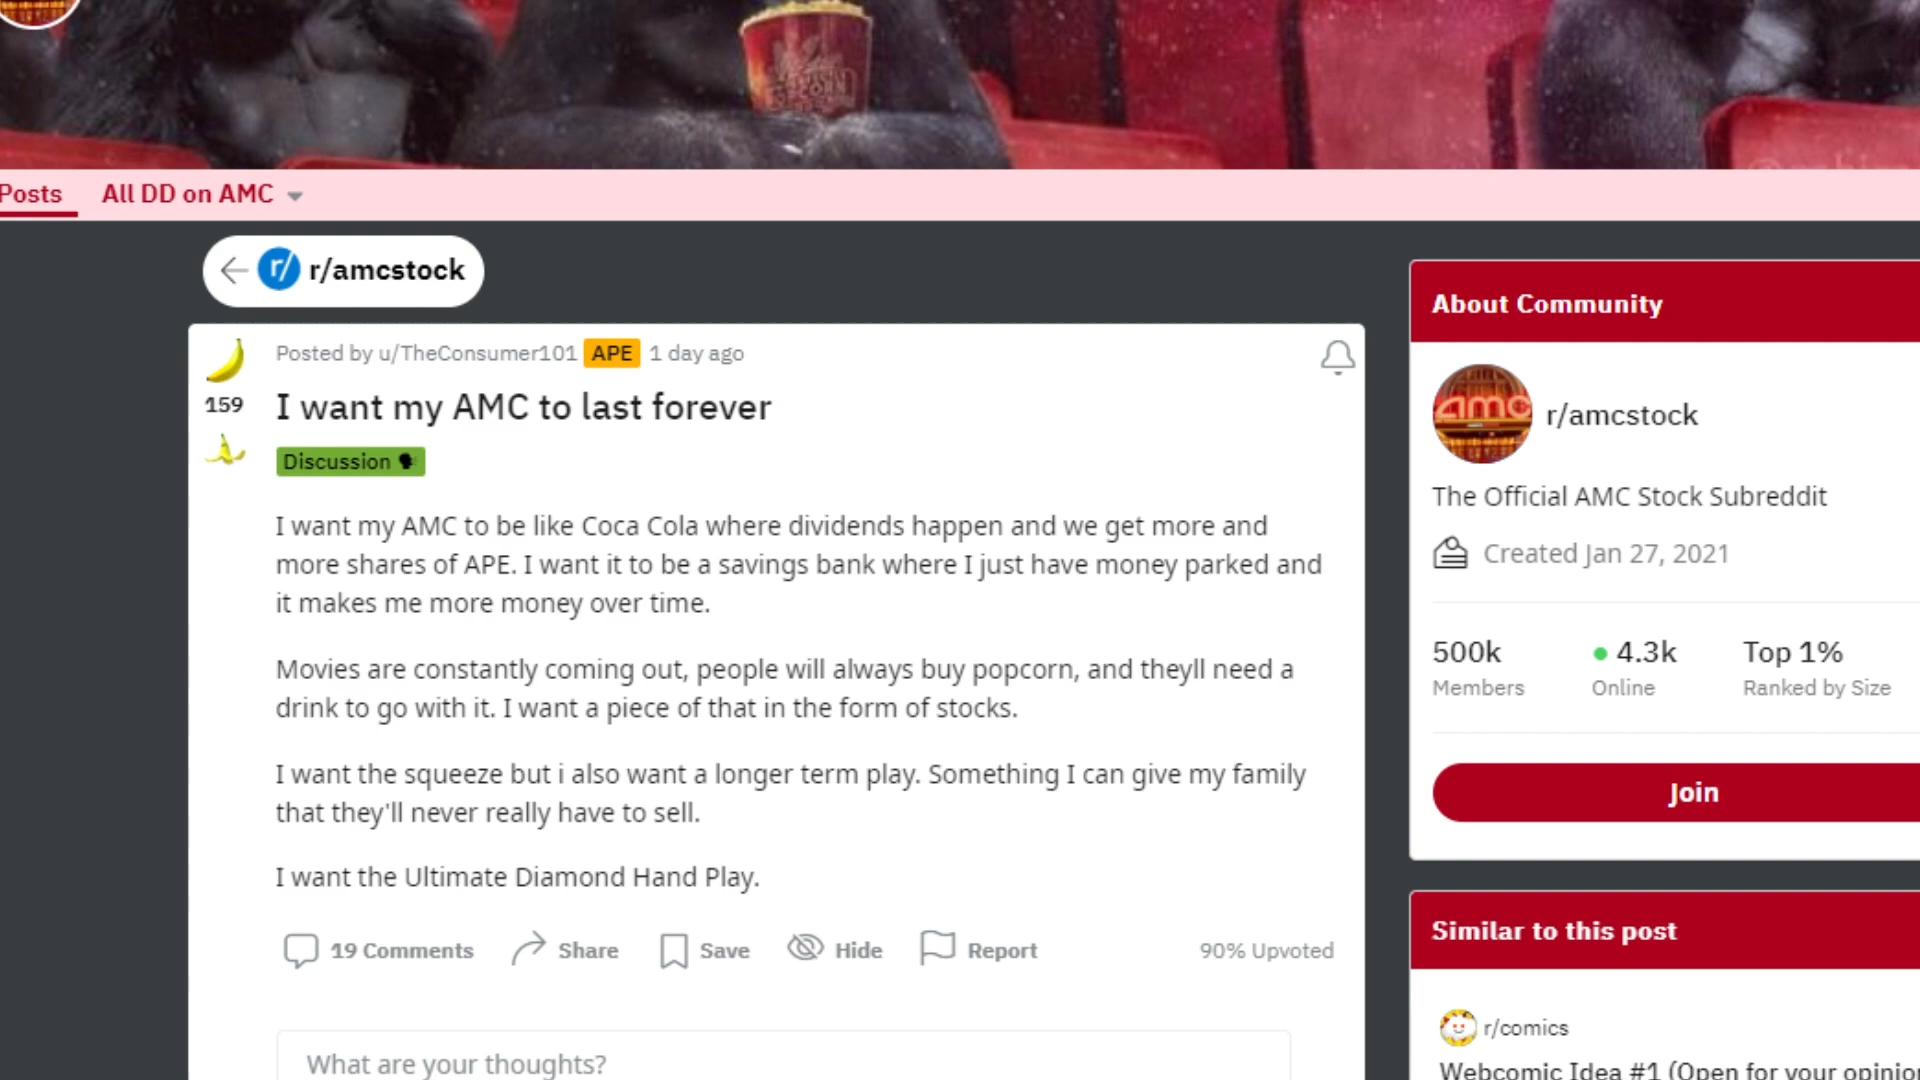 Posts
All DD on AMC
r/ r/amcstock
Posted by u/TheConsumer101 APE 1 day ago
159
I want my AMC to last forever
Discussion
I want my AMC to be like Coca Cola where dividends happen and we get more and
more shares of APE. I want it to be a savings bank where I just have money parked and
it makes me more money over time.
Movies are constantly coming out, people will always buy popcorn, and theyll need a
drink to go with it. I want a piece of that in the form of stocks.
I want the squeeze but i also want a longer term play. Something I can give my family
that they'll never really have to sell.
I want the Ultimate Diamond Hand Play.
19 Comments
Share
Save
Hide
Report
90% Upvoted
What are your thoughts?
About Community
amc
r/amcstock
The Official AMC Stock Subreddit
Created Jan 27, 2021
500k 4.3k Top 1%
Members Online Ranked by Size
Join
Similar to this post
r/comics
Webcomic Idea #1 (Open for your